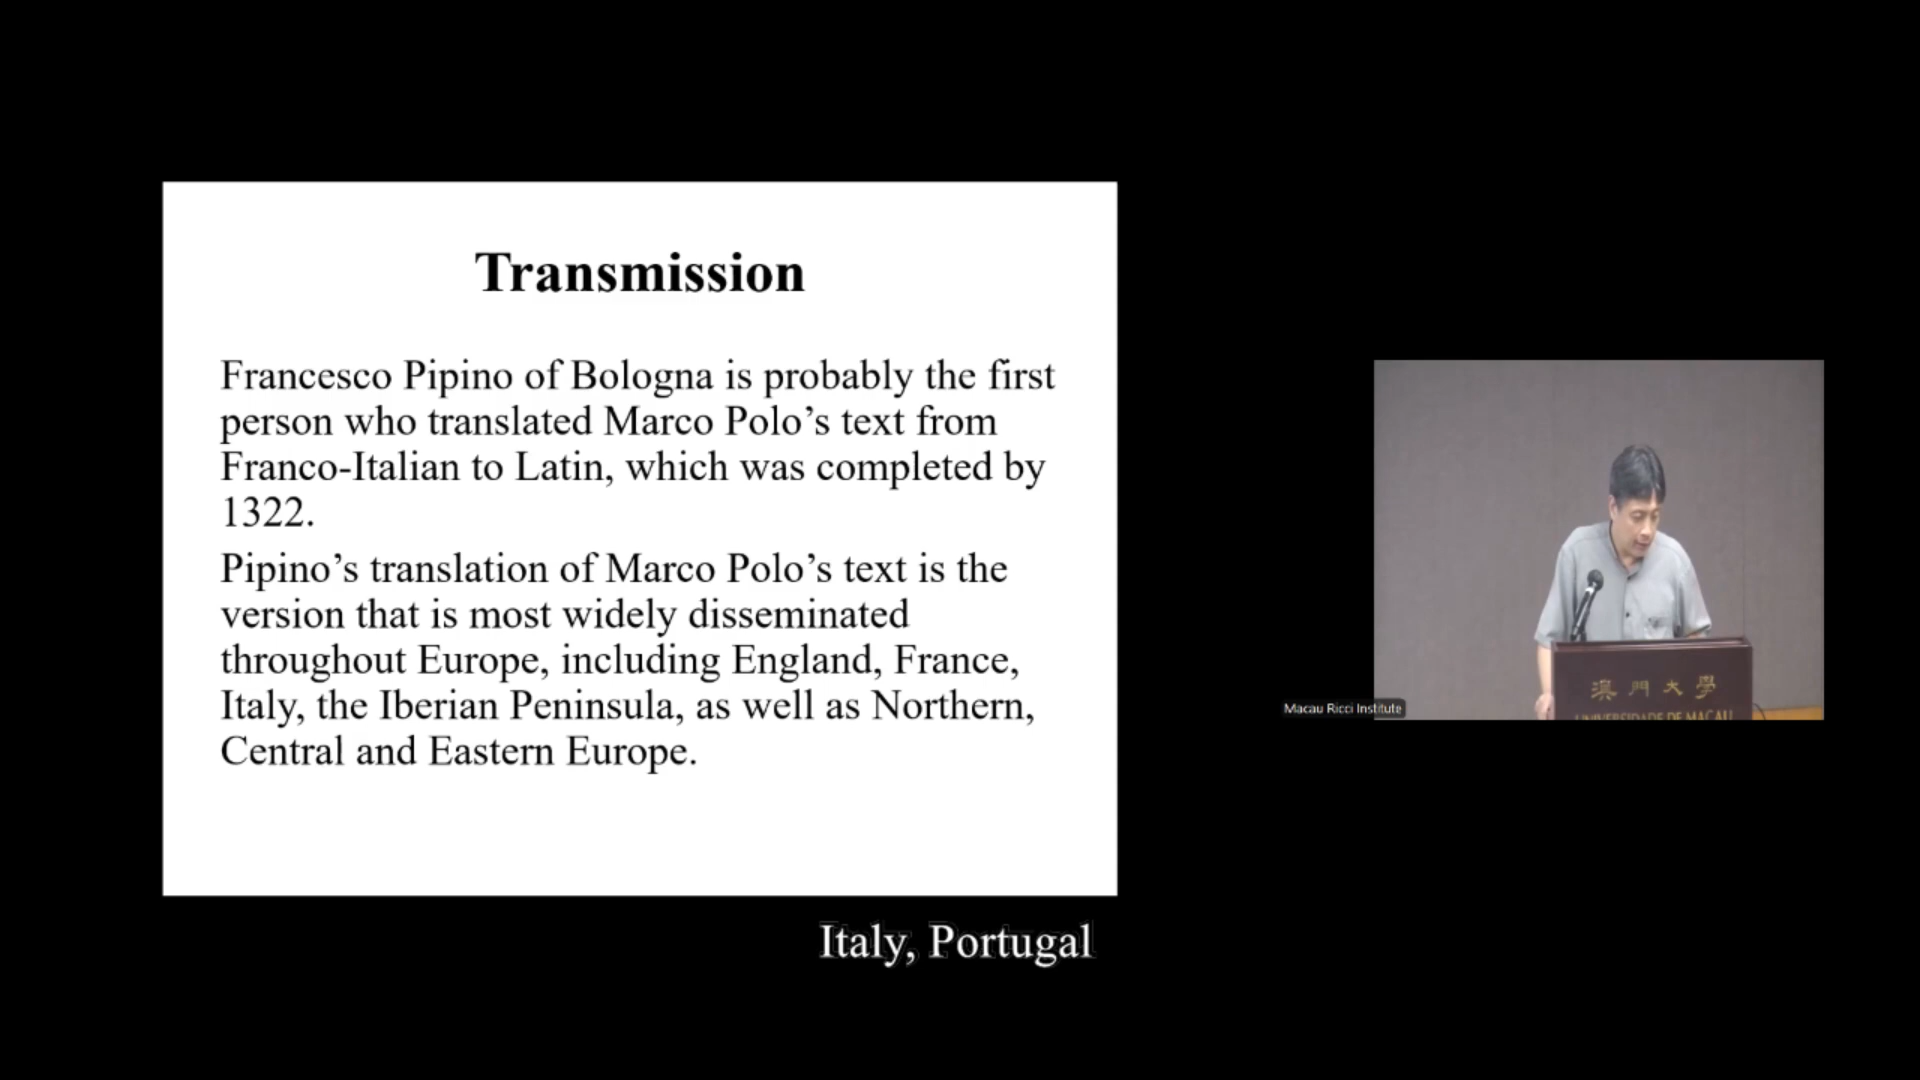 Transmission
Francesco Pipino of Bologna is probably the first
person who translated Marco Polo’s text from
Franco-Italian to Latin, which was completed by
1322.
Pipino’s translation of Marco Polo’s text is the
version that is most widely disseminated
throughout Europe, including England, France,
Italy, the Iberian Peninsula, as well as Northern,
Central and Eastern Europe.
Italy, Portugal
Macau Ricci Institute
澳門大學
UNIVERSIDADE DE MACAU